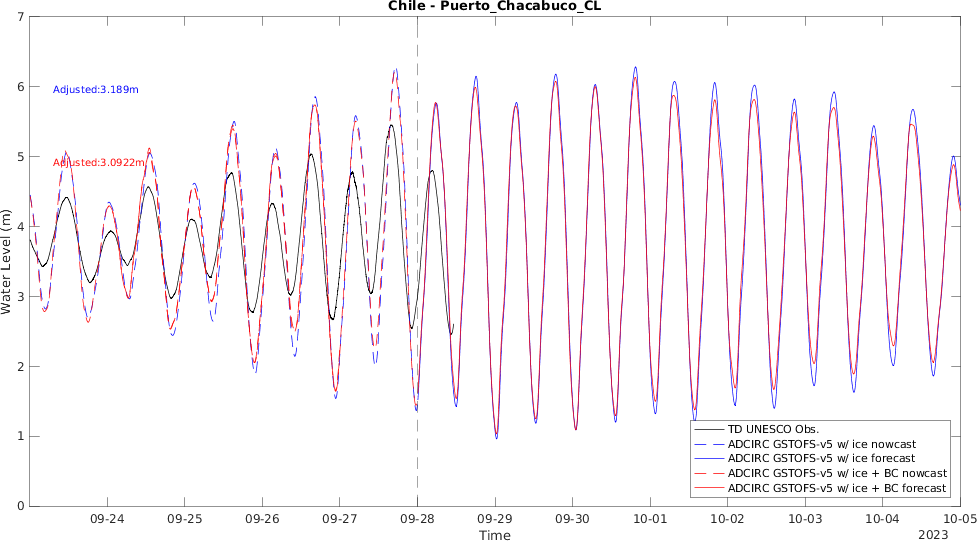 Chile - Puerto_Chacabuco_CL
7
6
5
4
3
2
1
0
Water Level (m)
Adjusted:3.189m
Adjusted:3.0922m
TD UNESCO Obs.
ADCIRC GSTOFS-v5 w/ ice nowcast
ADCIRC GSTOFS-v5 w/ ice forecast
ADCIRC GSTOFS-v5 w/ ice + BC nowcast
ADCIRC GSTOFS-v5 w/ ice + BC forecast
09-24 09-25 09-26 09-27 09-28 09-29 09-30 10-01 10-02 10-03 10-04 10-05
Time
2023